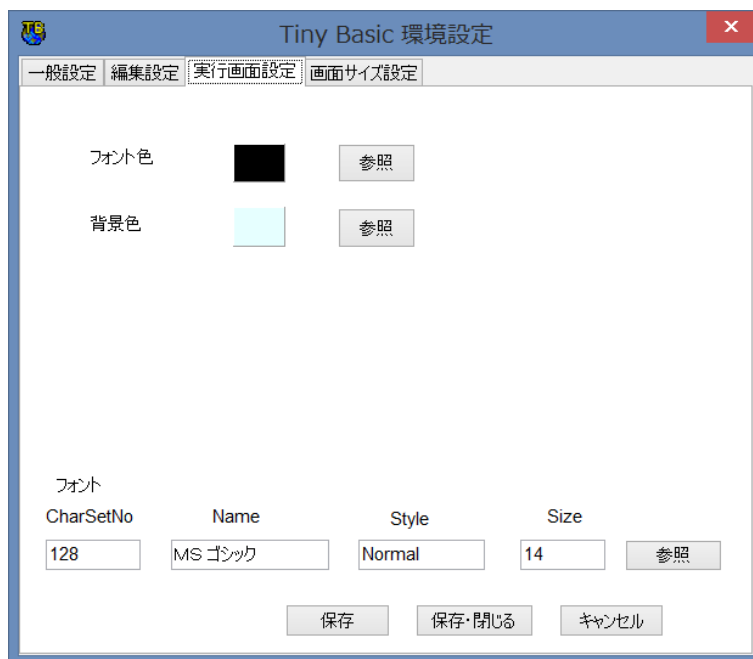 Tiny Basic 環境設定
一般設定 編集設定 実行画面設定 画面サイズ設定
フォント色 参照
背景色 参照
フォント
CharSetNo Name Style Size
128 ＭＳ ゴシック Normal 14 参照
保存 保存・閉じる キャンセル